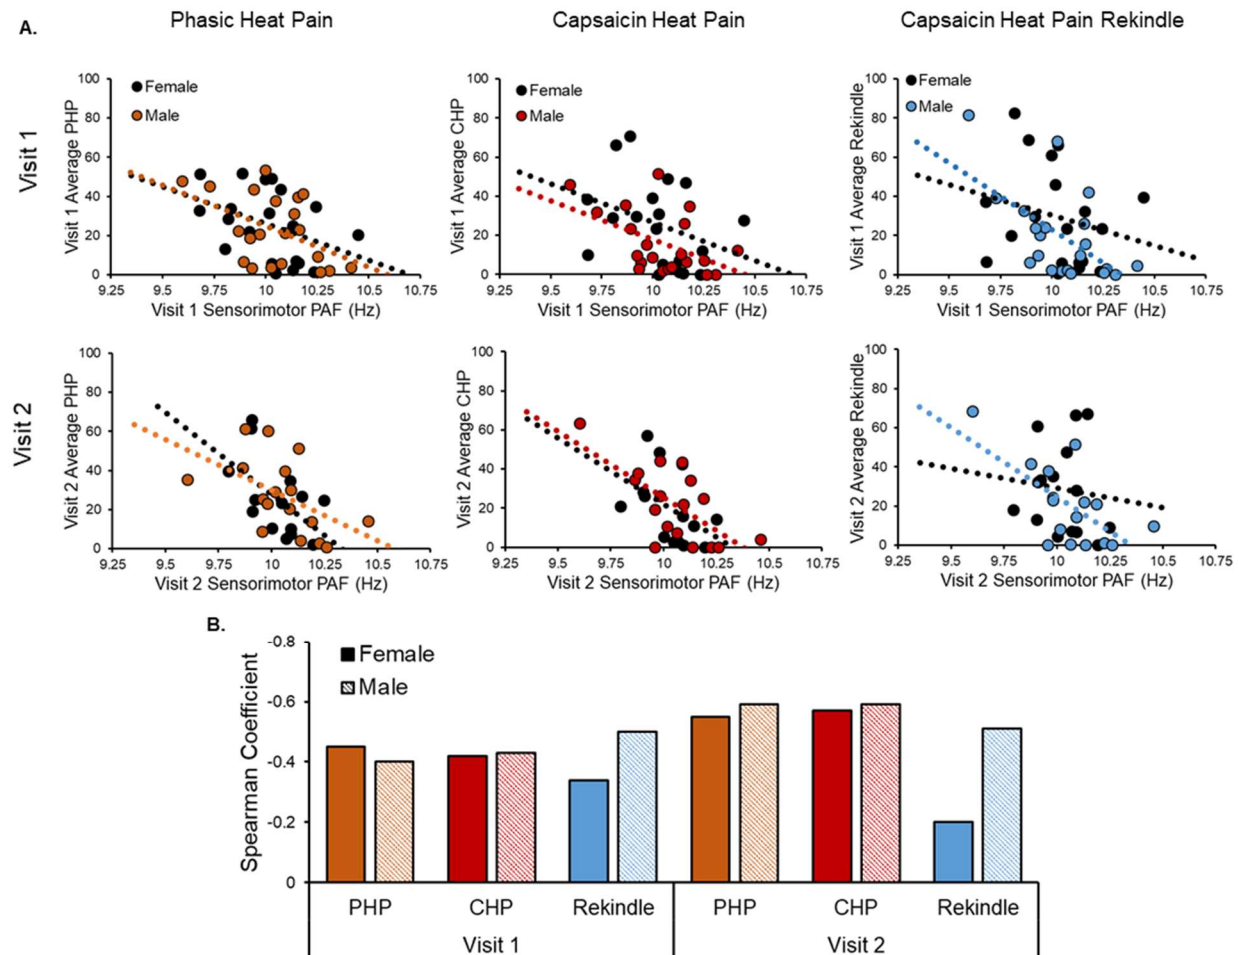 A.
Phasic Heat Pain
Capsaicin Heat Pain
Capsaicin Heat Pain Rekindle
Visit 1
Visit 1 Average PHP
100
80
60
40
20
0
Female
Male
9.25 9.5 9.75 10 10.25 10.5 10.75
Visit 1 Sensorimotor PAF (Hz)
Visit 1 Average CHP
100
80
60
40
20
0
Female
Male
9.25 9.5 9.75 10.0 10.25 10.5 10.75
Visit 1 Sensorimotor PAF (Hz)
Visit 1 Average Rekindle
100
80
60
40
20
0
Female
Male
9.25 9.5 9.75 10.0 10.25 10.5 10.75
Visit 1 Sensorimotor PAF (Hz)
Visit 2
Visit 2 Average PHP
100
80
60
40
20
0
9.25 9.5 9.75 10.0 10.25 10.5 10.75
Visit 2 Sensorimotor PAF (Hz)
Visit 2 Average CHP
100
80
60
40
20
0
9.25 9.5 9.75 10.0 10.25 10.5 10.75
Visit 2 Sensorimotor PAF (Hz)
Visit 2 Average Rekindle
100
80
60
40
20
0
9.25 9.5 9.75 10.0 10.25 10.5 10.75
Visit 2 Sensorimotor PAF (Hz)
B.
Spearman Coefficient
-0.8
-0.6
-0.4
-0.2
0
Female
Male
PHP CHP Rekindle PHP CHP Rekindle
Visit 1 Visit 2